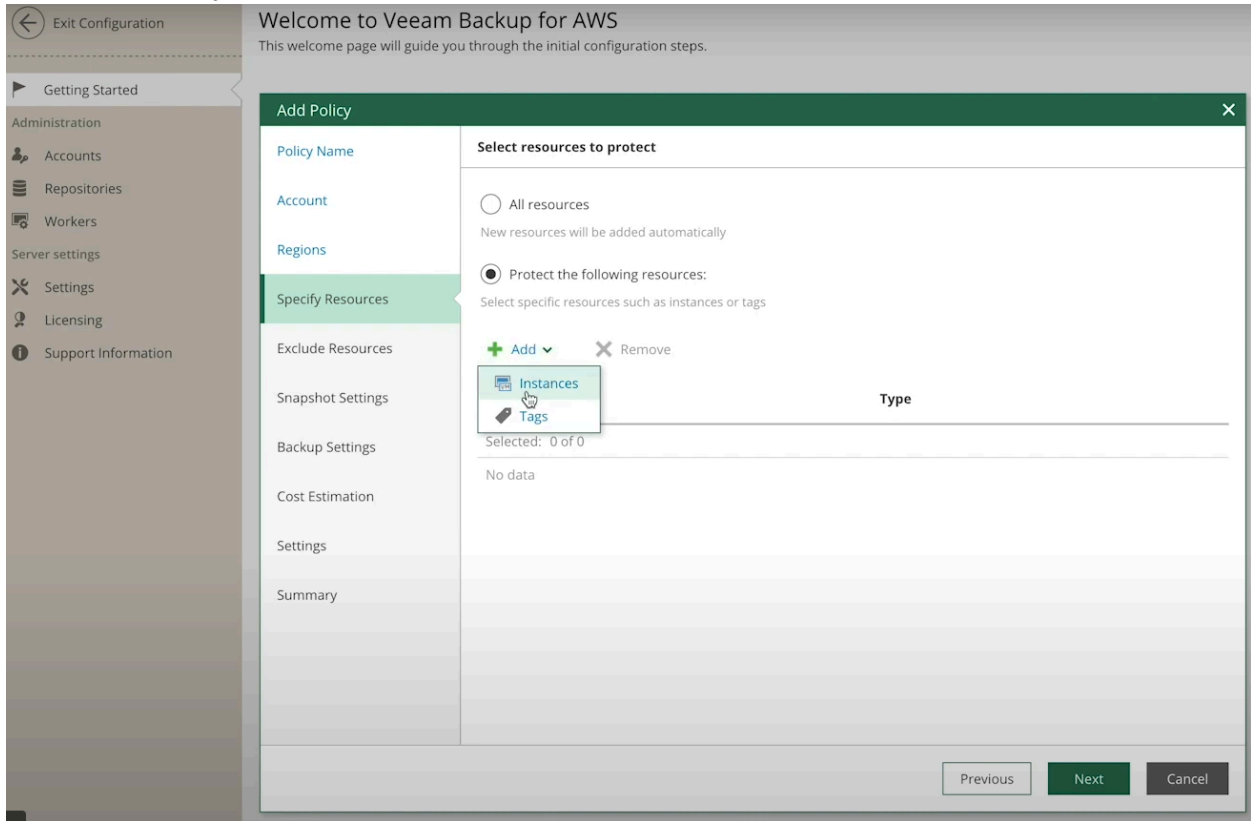 Exit Configuration
Welcome to Veeam Backup for AWS
This welcome page will guide you through the initial configuration steps.
Getting Started
Administration
Accounts
Repositories
Workers
Server settings
Settings
Licensing
Support Information
Add Policy
Policy Name
Account
Regions
Specify Resources
Exclude Resources
Snapshot Settings
Backup Settings
Cost Estimation
Settings
Summary
Select resources to protect
All resources
New resources will be added automatically
Protect the following resources:
Select specific resources such as instances or tags
Add Remove
Instances
Tags
Type
Selected: 0 of 0
No data
Previous Next Cancel